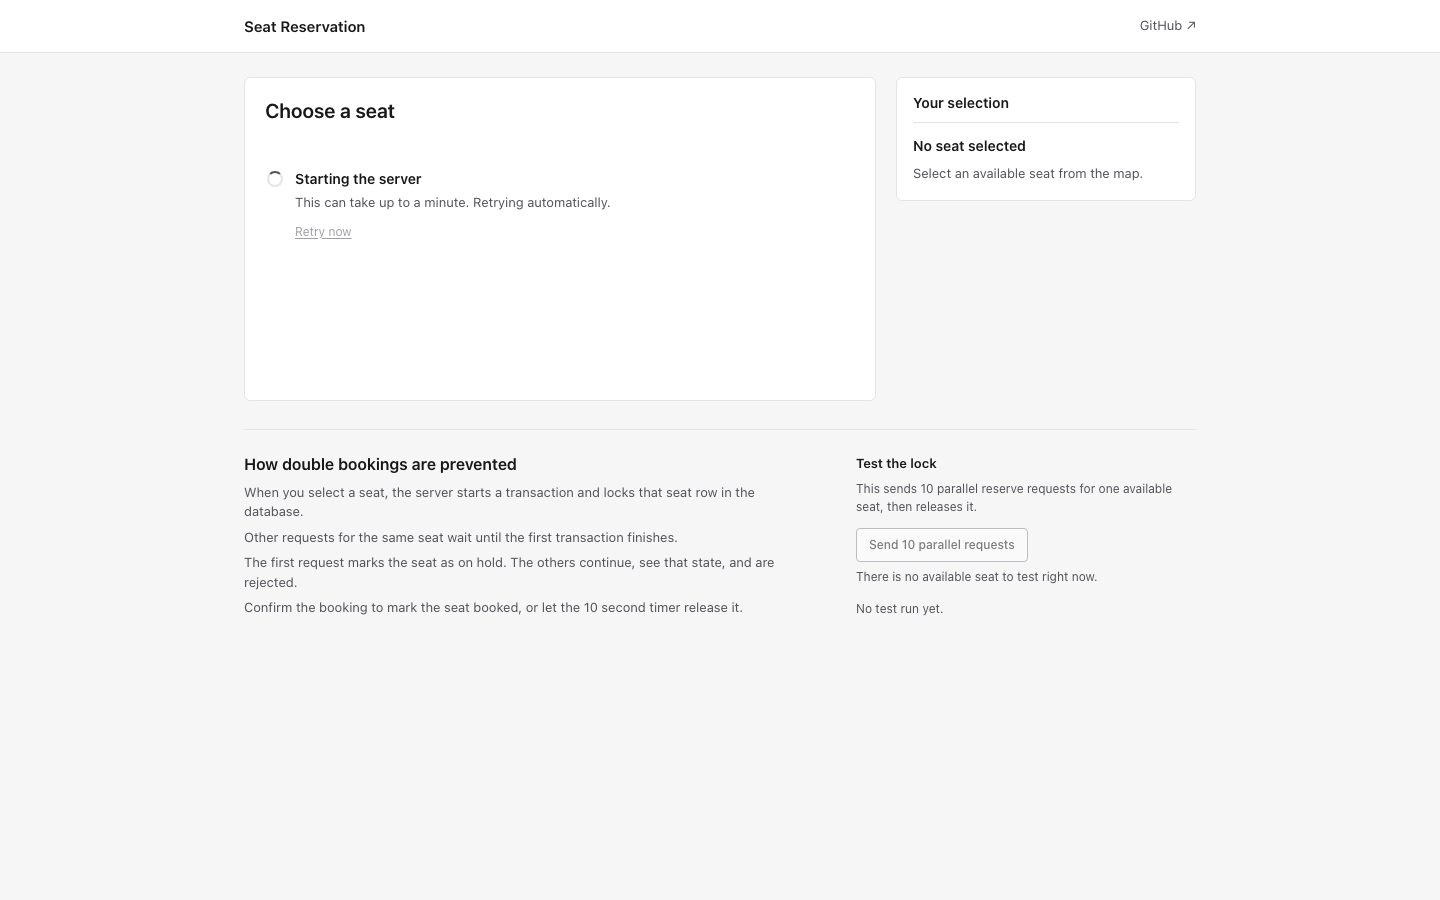 Seat Reservation
GitHub ↗
Choose a seat
Starting the server
This can take up to a minute. Retrying automatically.
Retry now
Your selection
No seat selected
Select an available seat from the map.
How double bookings are prevented
When you select a seat, the server starts a transaction and locks that seat row in the
database.
Other requests for the same seat wait until the first transaction finishes.
The first request marks the seat as on hold. The others continue, see that state, and are
rejected.
Confirm the booking to mark the seat booked, or let the 10 second timer release it.
Test the lock
This sends 10 parallel reserve requests for one available
seat, then releases it.
Send 10 parallel requests
There is no available seat to test right now.
No test run yet.